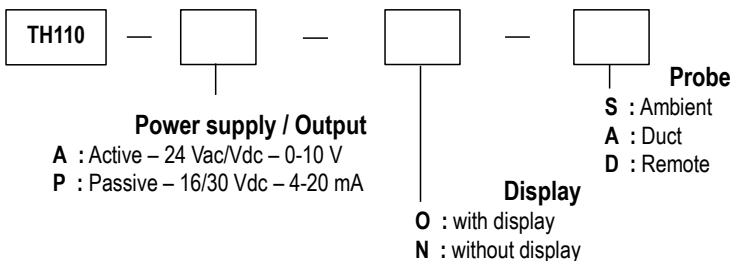 TH110 — — —
Power supply / Output
A : Active – 24 Vac/Vdc – 0-10 V
P : Passive – 16/30 Vdc – 4-20 mA
Display
O : with display
N : without display
Probe
S : Ambient
A : Duct
D : Remote